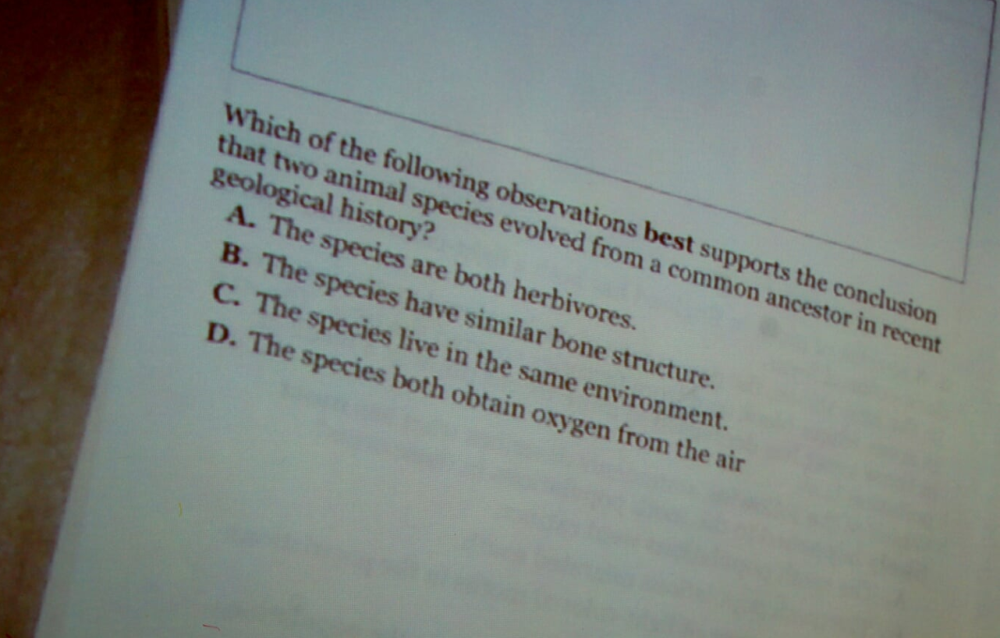 Which of the following observations best supports the conclusion
that two animal species evolved from a common ancestor in recent
geological history?
A. The species are both herbivores.
B. The species have similar bone structure.
C. The species live in the same environment.
D. The species both obtain oxygen from the air